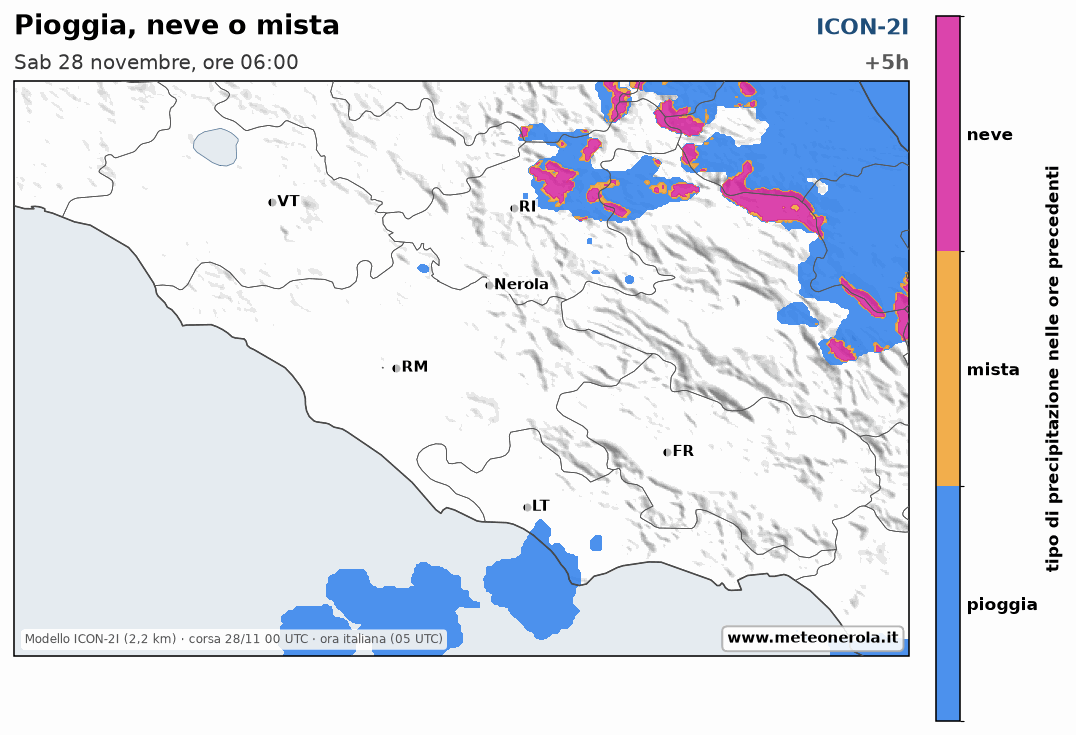 Pioggia, neve o mista
ICON-2I
Sab 28 novembre, ore 06:00
+5h
neve
mista
pioggia
tipo di precipitazione nelle ore precedenti
VT
RI
Nerola
RM
FR
LT
Modello ICON-2I (2,2 km) · corsa 28/11 00 UTC · ora italiana (05 UTC)
www.meteonerola.it